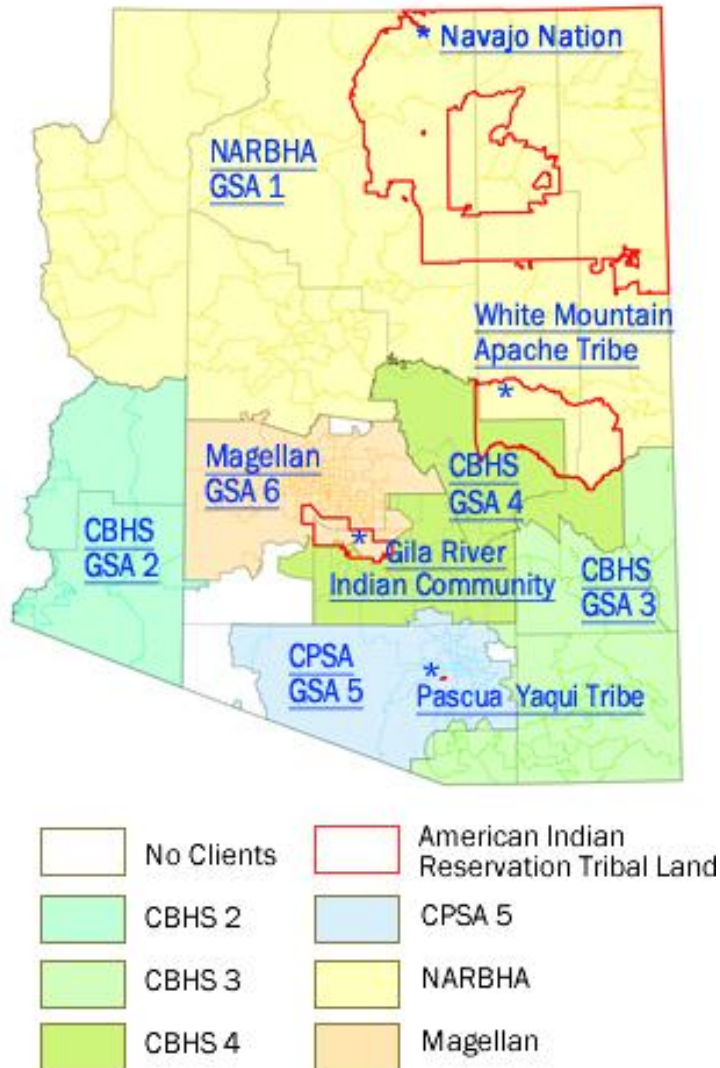 * Navajo Nation
NARBHA
GSA 1
White Mountain
Apache Tribe
*
Magellan
GSA 6
CBHS
GSA 4
CBHS
GSA 2
*
Gila River
Indian Community
CBHS
GSA 3
CPSA
GSA 5
*
Pascua Yaqui Tribe
No Clients
American Indian
Reservation Tribal Land
CBHS 2
CPSA 5
CBHS 3
NARBHA
CBHS 4
Magellan